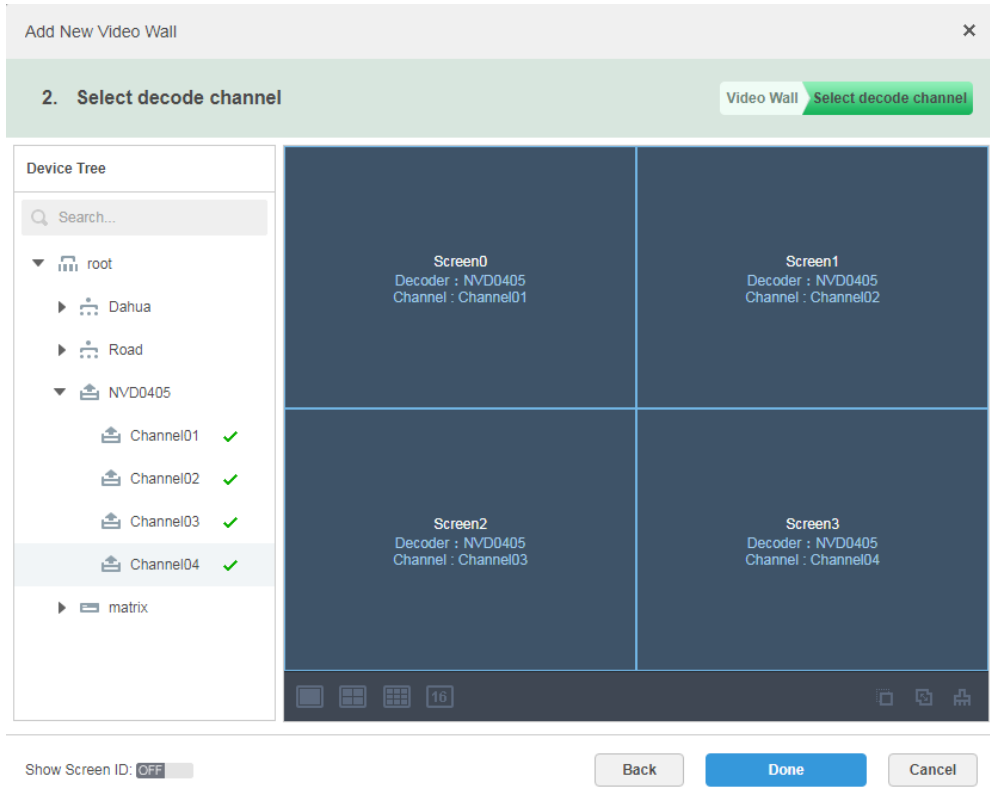 Add New Video Wall
2. Select decode channel
Video Wall
Select decode channel
Device Tree
Search...
root
Dahua
Road
NVD0405
Channel01
Channel02
Channel03
Channel04
matrix
Screen0
Decoder : NVD0405
Channel : Channel01
Screen1
Decoder : NVD0405
Channel : Channel02
Screen2
Decoder : NVD0405
Channel : Channel03
Screen3
Decoder : NVD0405
Channel : Channel04
16
Show Screen ID: OFF
Back
Done
Cancel